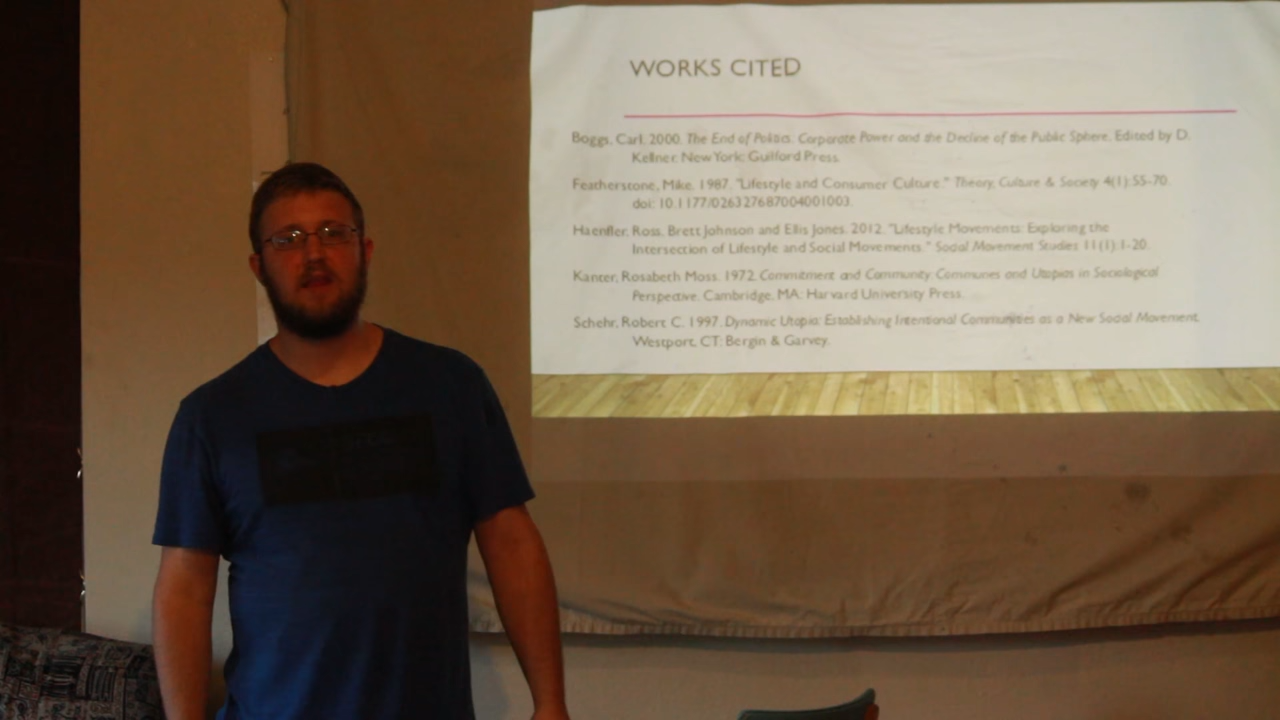 WORKS CITED
Boggs, Carl. 2000. The End of Politics: Corporate Power and the Decline of the Public Sphere. Edited by D.
Kellner. New York: Guilford Press.
Featherstone, Mike. 1987. "Lifestyle and Consumer Culture." Theory, Culture & Society 4(1):55-70.
doi: 10.1177/026327687004001003.
Haenfler, Ross, Brett Johnson and Ellis Jones. 2012. "Lifestyle Movements: Exploring the
Intersection of Lifestyle and Social Movements." Social Movement Studies 11(1):1-20.
Kanter, Rosabeth Moss. 1972. Commitment and Community: Communes and Utopias in Sociological
Perspective. Cambridge, MA: Harvard University Press.
Schehr, Robert C. 1997. Dynamic Utopia: Establishing Intentional Communities as a New Social Movement.
Westport, CT: Bergin & Garvey.